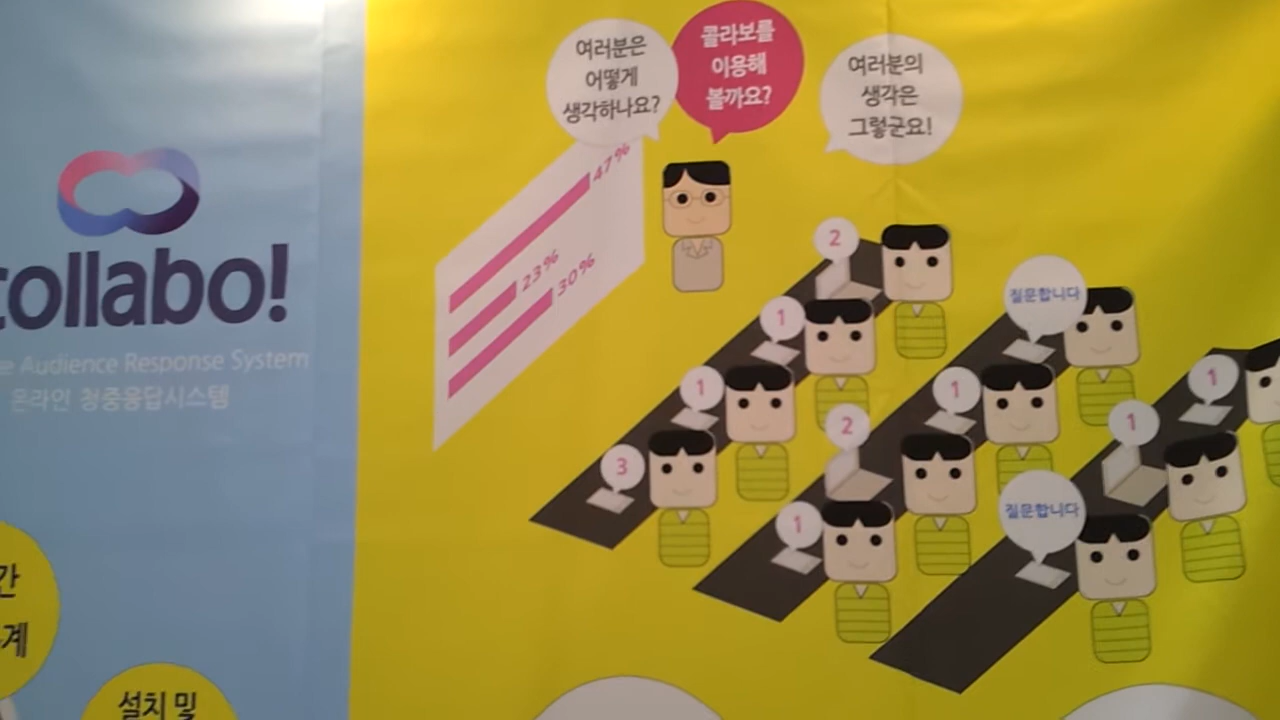 여러분은
어떻게
생각하나요?
콜라보를
이용해
볼까요?
여러분의
생각은
그렇군요!
47%
23%
30%
2
1
1
3
질문합니다
1
2
1
1
1
질문합니다
collabo!
Audience Response System
온라인 청중응답시스템
간
계
설치 및